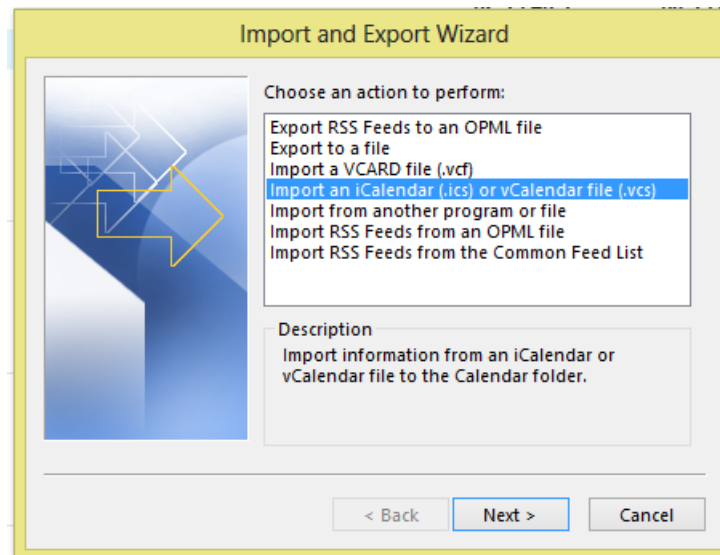 Import and Export Wizard
Choose an action to perform:
Export RSS Feeds to an OPML file
Export to a file
Import a VCARD file (.vcf)
Import an iCalendar (.ics) or vCalendar file (.vcs)
Import from another program or file
Import RSS Feeds from an OPML file
Import RSS Feeds from the Common Feed List
Description
Import information from an iCalendar or
vCalendar file to the Calendar folder.
< Back Next > Cancel